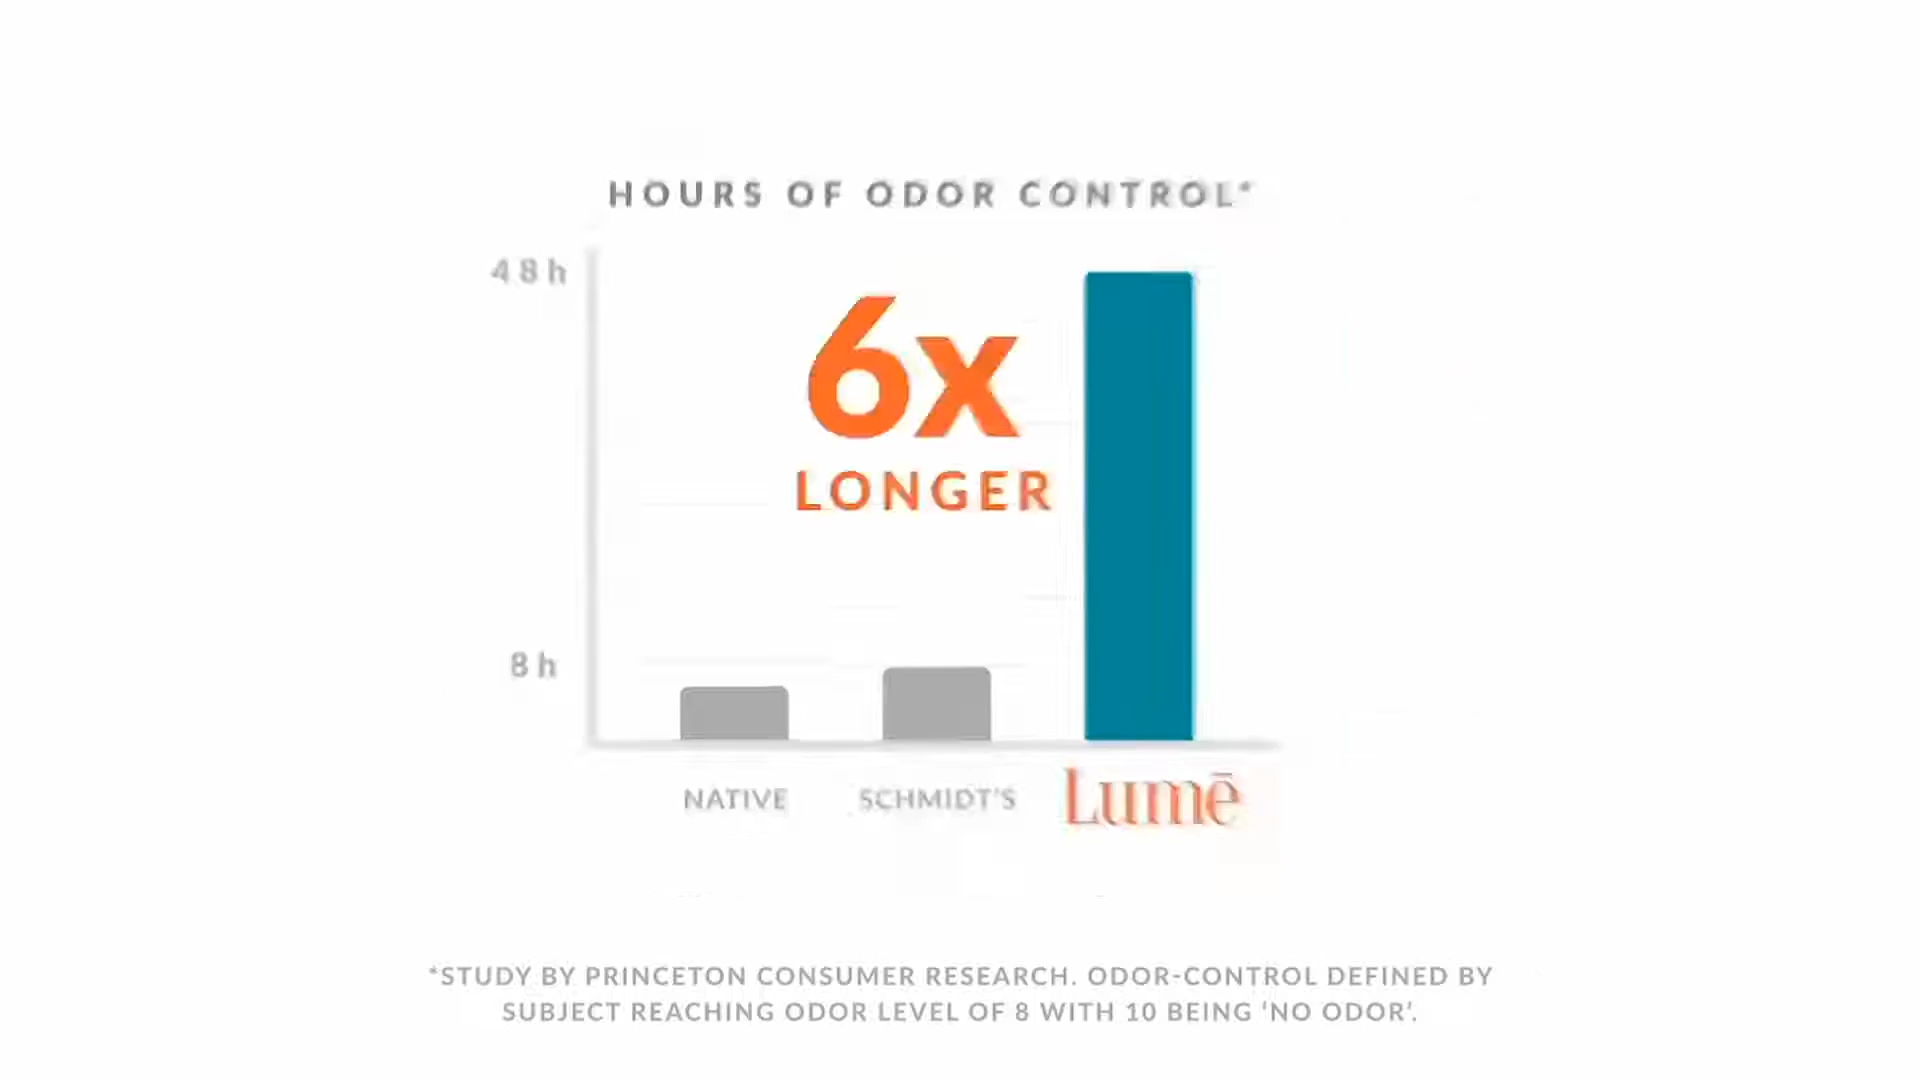 HOURS OF ODOR CONTROL*
48h
6x
LONGER
8h
NATIVE SCHMIDT'S Lumē
*STUDY BY PRINCETON CONSUMER RESEARCH. ODOR-CONTROL DEFINED BY
SUBJECT REACHING ODOR LEVEL OF 8 WITH 10 BEING ‘NO ODOR’.